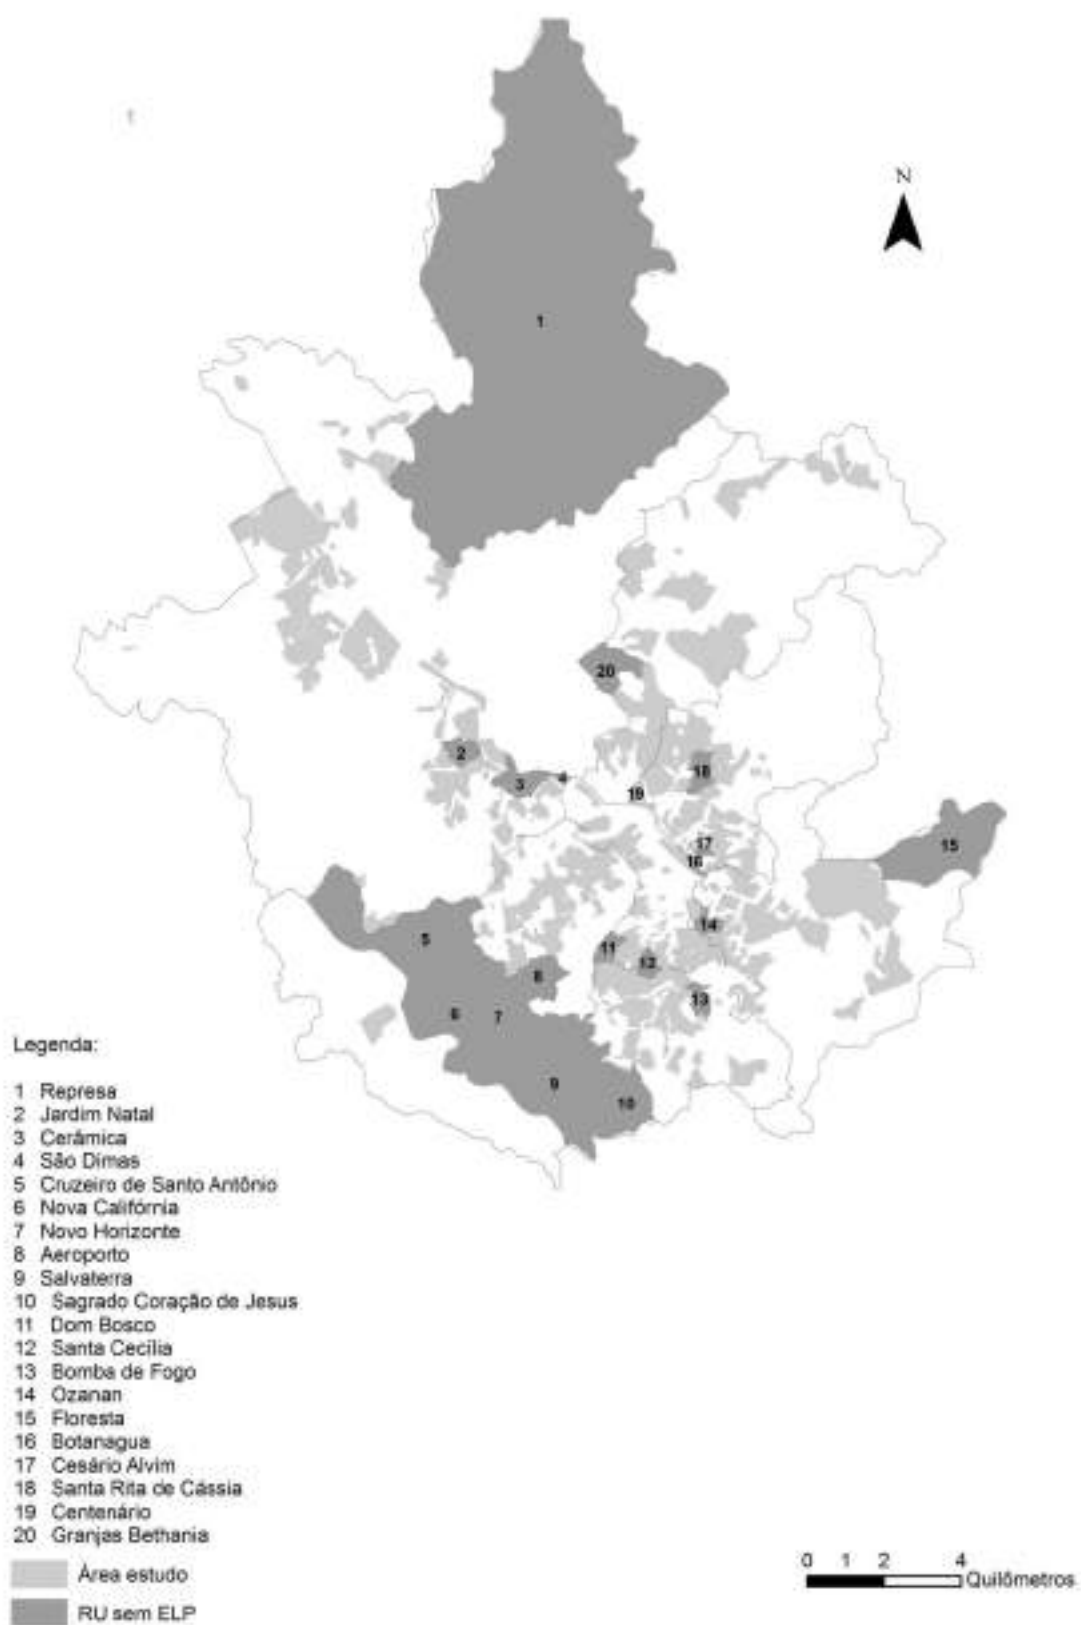 N
1
20
2
18
3
4
19
17
16
15
14
5
11
12
8
13
6
7
9
10
Legenda:
1 Represa
2 Jardim Natal
3 Cerâmica
4 São Dimas
5 Cruzeiro de Santo Antônio
6 Nova Califórnia
7 Novo Horizonte
8 Aeroporto
9 Salvaterra
10 Sagrado Coração de Jesus
11 Dom Bosco
12 Santa Cecília
13 Bomba de Fogo
14 Ozanan
15 Floresta
16 Botanagua
17 Cesário Alvim
18 Santa Rita de Cássia
19 Centenário
20 Granjas Bethania
Área estudo
RU sem ELP
0 1 2 4
Quilômetros